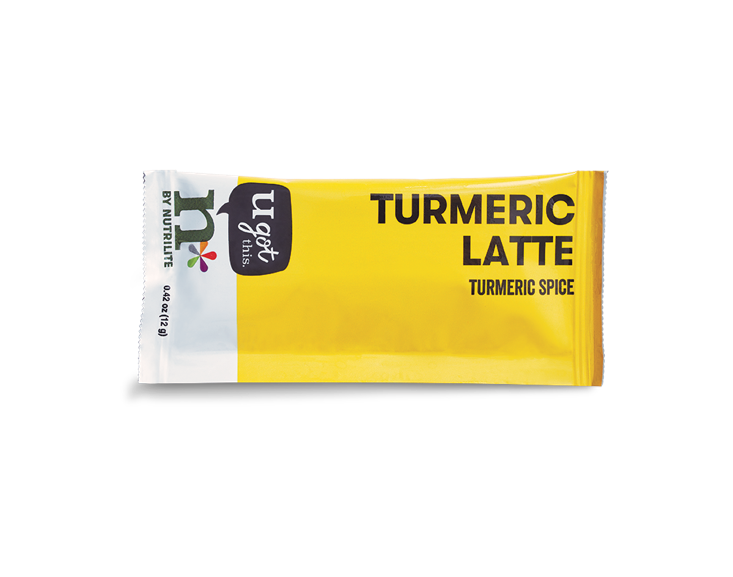 n*
BY NUTRILITE
0.42 oz (12 g)
u got
this.
TURMERIC
LATTE
TURMERIC SPICE